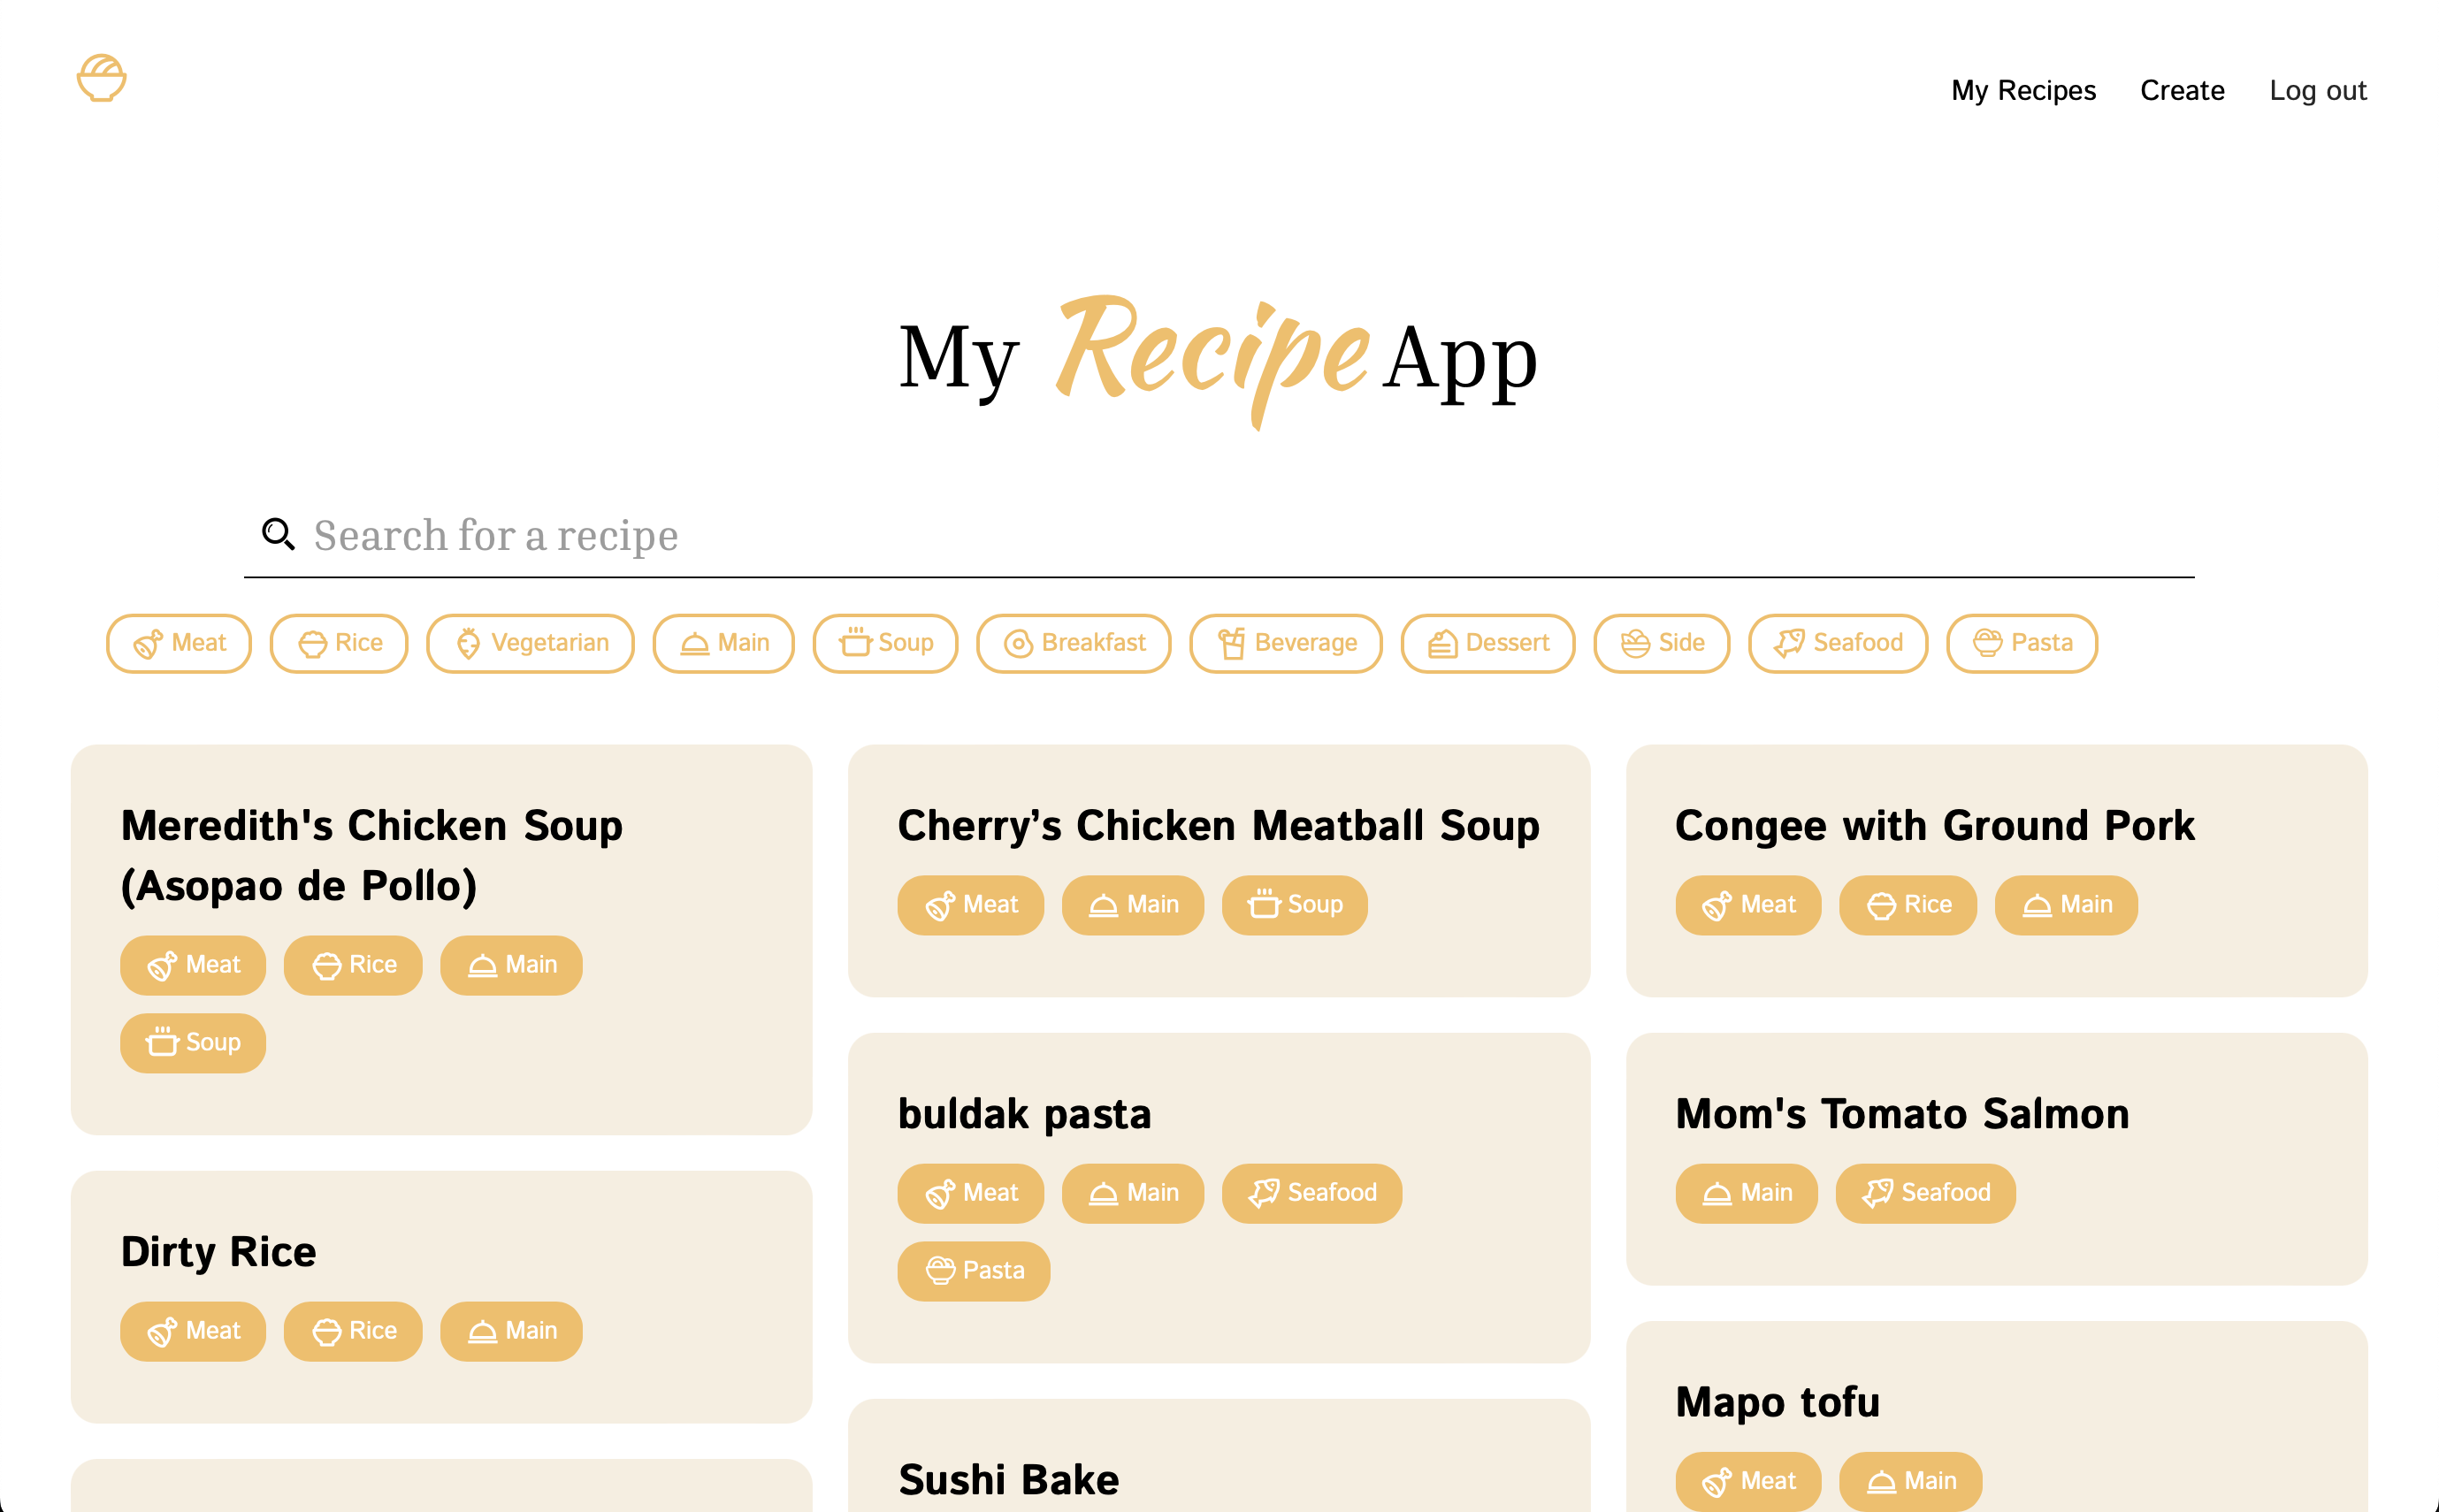 My Recipes Create Log out
My Recipe App
Search for a recipe
Meat Rice Vegetarian Main Soup Breakfast Beverage Dessert Side Seafood Pasta
Meredith's Chicken Soup
(Asopao de Pollo)
Meat Rice Main
Soup
Dirty Rice
Meat Rice Main
Cherry’s Chicken Meatball Soup
Meat Main Soup
buldak pasta
Meat Main Seafood
Pasta
Sushi Bake
Congee with Ground Pork
Meat Rice Main
Mom's Tomato Salmon
Main Seafood
Mapo tofu
Meat Main